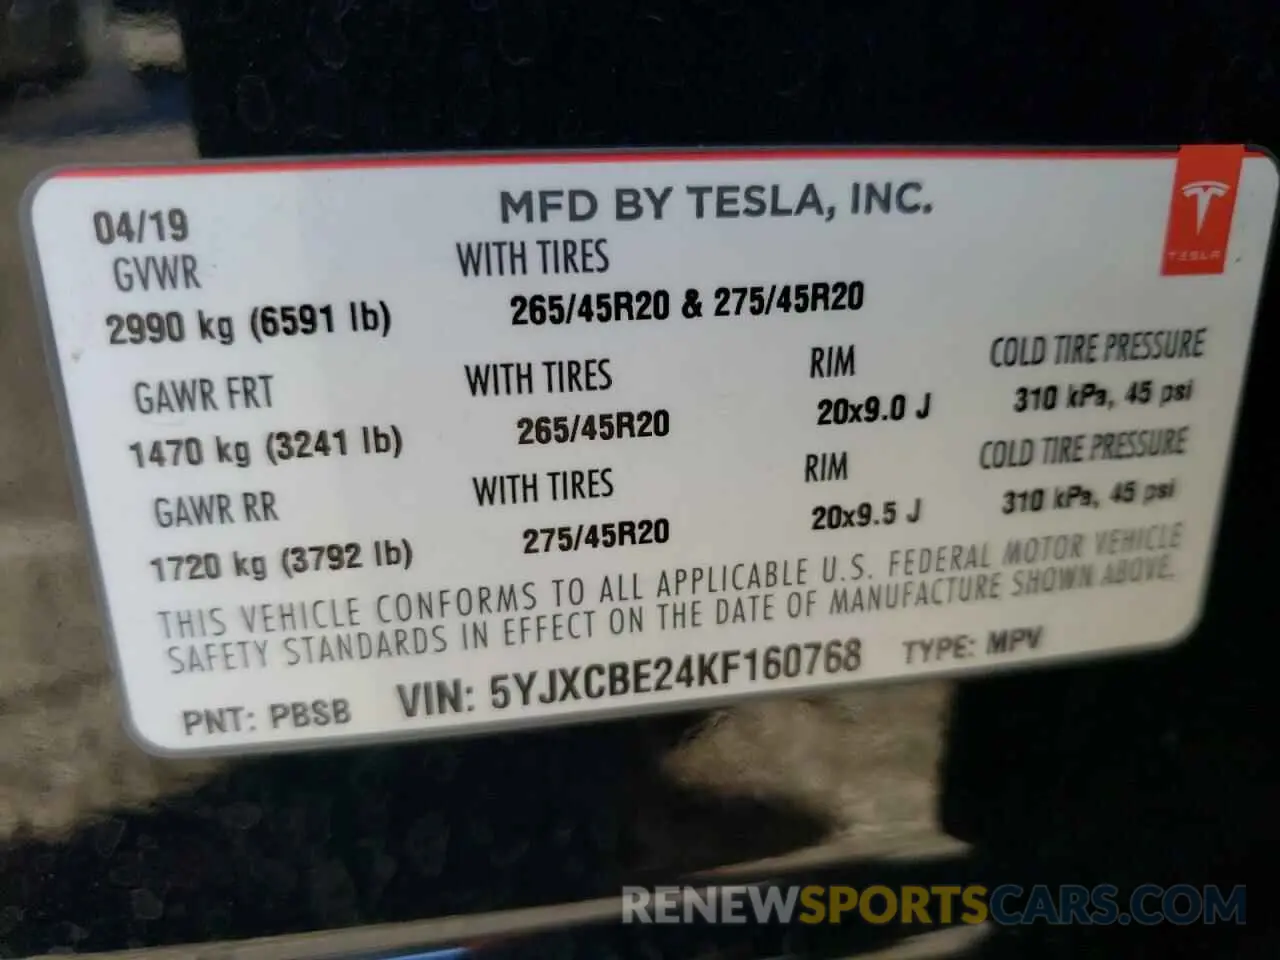 MFD BY TESLA, INC.
04/19
TESLA
GVWR WITH TIRES
2990 kg (6591 lb) 265/45R20 & 275/45R20
GAWR FRT WITH TIRES RIM COLD TIRE PRESSURE
1470 kg (3241 lb) 265/45R20 20x9.0 J 310 kPa, 45 psi
GAWR RR WITH TIRES RIM COLD TIRE PRESSURE
1720 kg (3792 lb) 275/45R20 20x9.5 J 310 kPa, 45 psi
THIS VEHICLE CONFORMS TO ALL APPLICABLE U.S. FEDERAL MOTOR VEHICLE
SAFETY STANDARDS IN EFFECT ON THE DATE OF MANUFACTURE SHOWN ABOVE.
PNT: PBSB VIN: 5YJXCBE24KF160768 TYPE: MPV
RENEWSPORTSCARS.COM